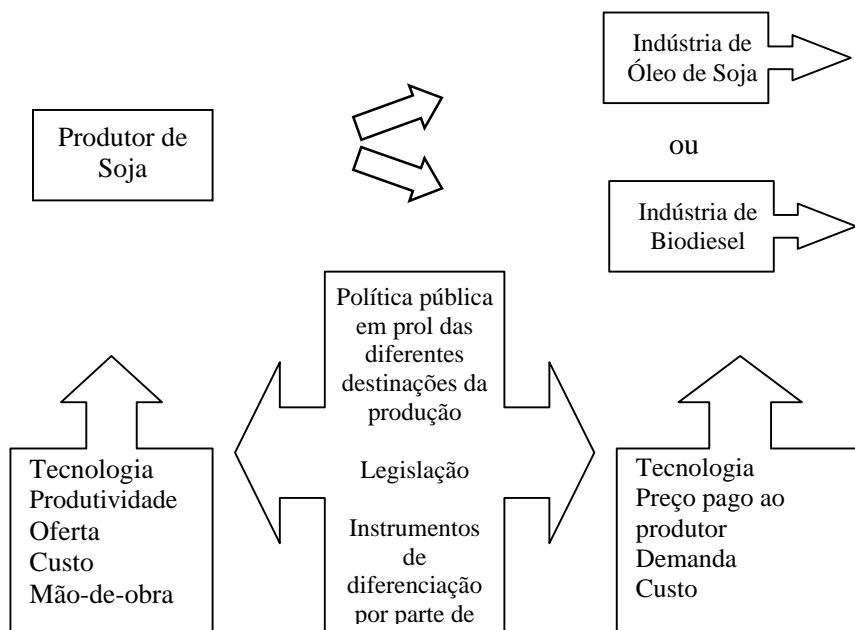 Indústria de
Óleo de Soja
Produtor de
Soja
ou
Indústria de
Biodiesel
Política pública
em prol das
diferentes
destinações da
produção
Legislação
Instrumentos
de
diferenciação
por parte de
Tecnologia
Produtividade
Oferta
Custo
Mão-de-obra
Tecnologia
Preço pago ao
produtor
Demanda
Custo